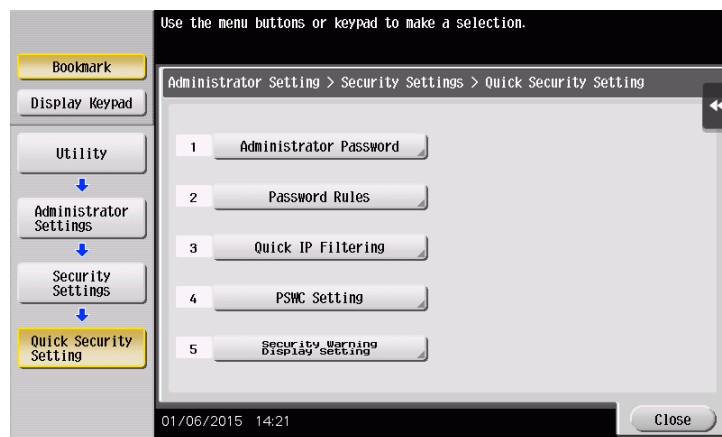 Use the menu buttons or keypad to make a selection.
Bookmark
Display Keypad
Utility
Administrator
Settings
Security
Settings
Quick Security
Setting
Administrator Setting > Security Settings > Quick Security Setting
1 Administrator Password
2 Password Rules
3 Quick IP Filtering
4 PSWC Setting
5 Security Warning
Display Setting
01/06/2015 14:21
Close